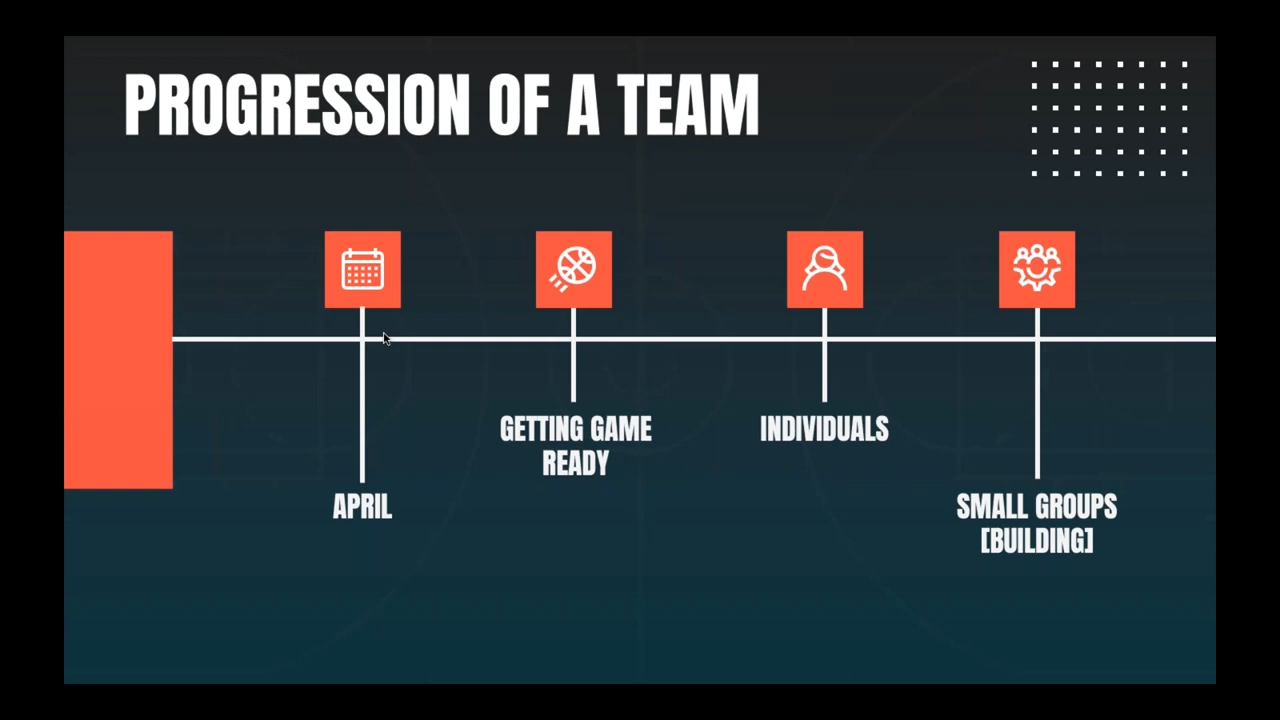 PROGRESSION OF A TEAM
APRIL
GETTING GAME
READY
INDIVIDUALS
SMALL GROUPS
[BUILDING]